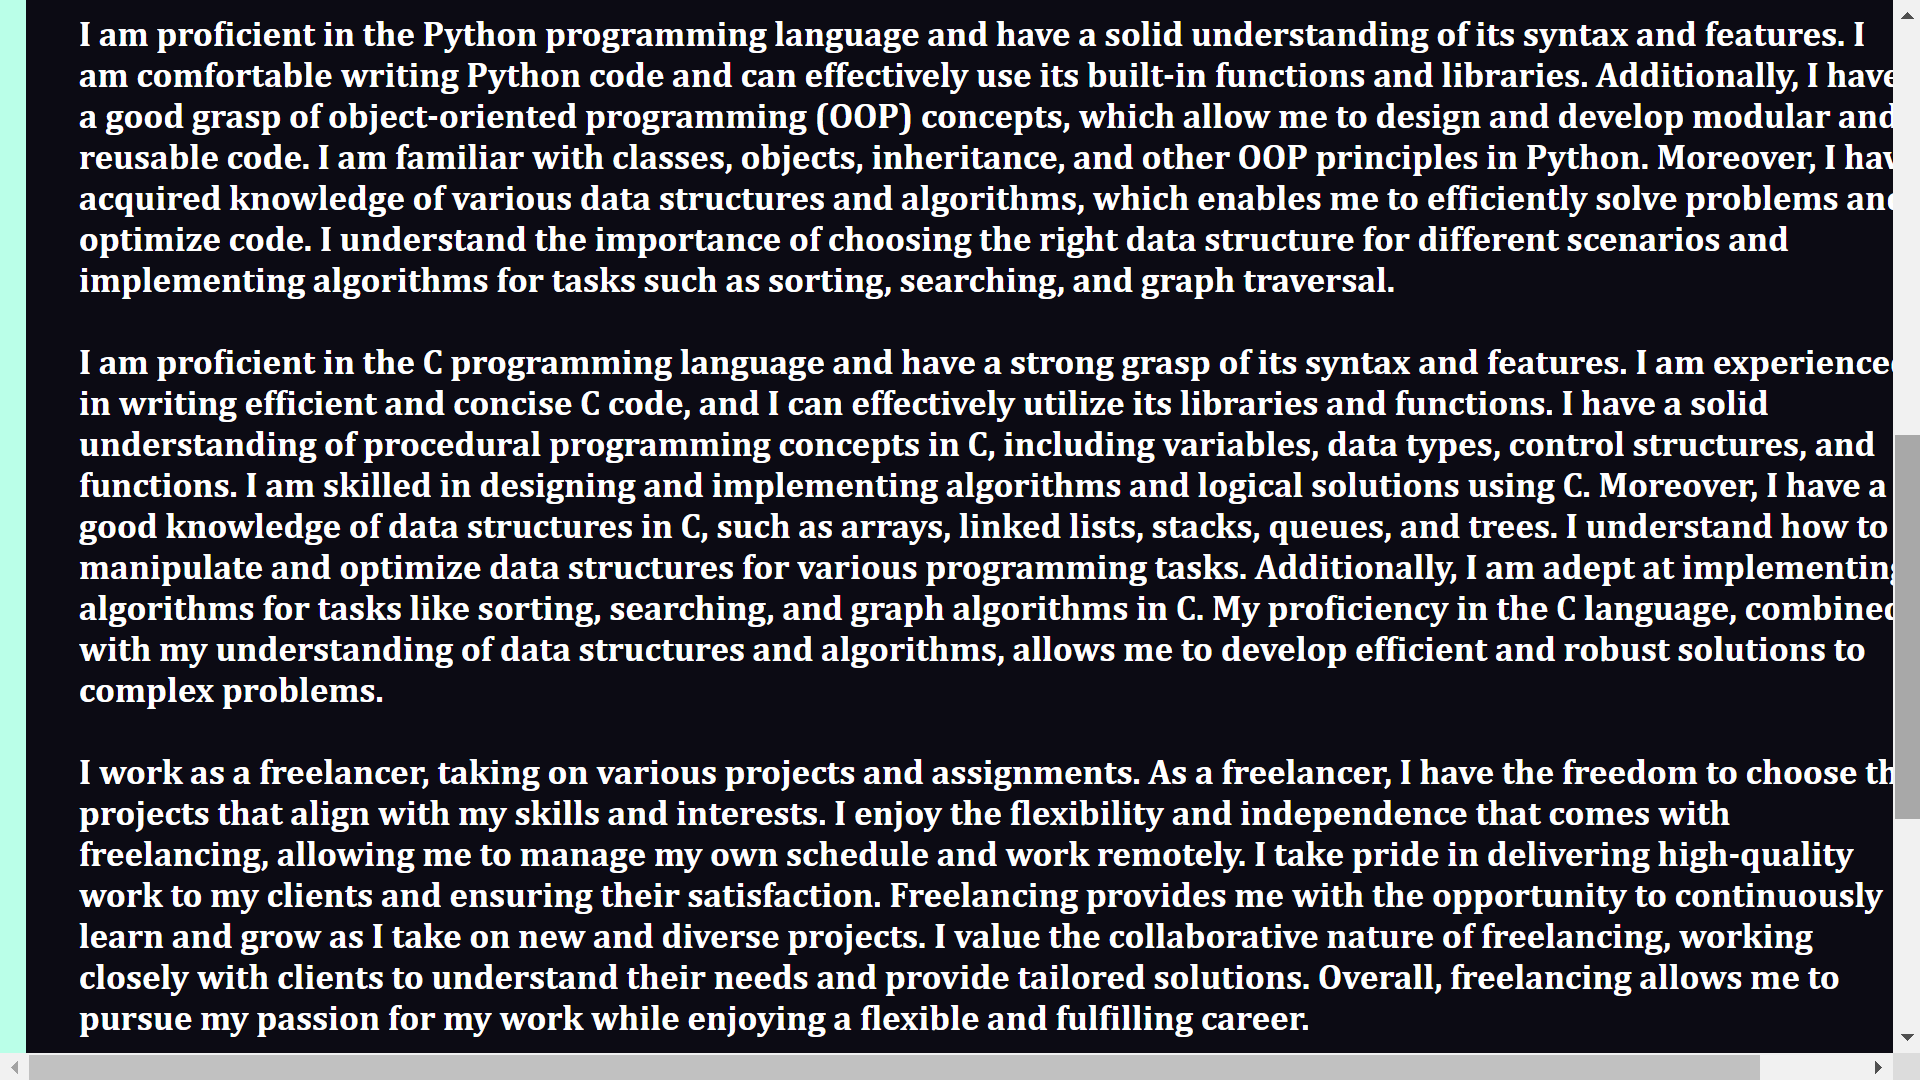 I am proficient in the Python programming language and have a solid understanding of its syntax and features. I
am comfortable writing Python code and can effectively use its built-in functions and libraries. Additionally, I have
a good grasp of object-oriented programming (OOP) concepts, which allow me to design and develop modular and
reusable code. I am familiar with classes, objects, inheritance, and other OOP principles in Python. Moreover, I hav
acquired knowledge of various data structures and algorithms, which enables me to efficiently solve problems and
optimize code. I understand the importance of choosing the right data structure for different scenarios and
implementing algorithms for tasks such as sorting, searching, and graph traversal.
I am proficient in the C programming language and have a strong grasp of its syntax and features. I am experienced
in writing efficient and concise C code, and I can effectively utilize its libraries and functions. I have a solid
understanding of procedural programming concepts in C, including variables, data types, control structures, and
functions. I am skilled in designing and implementing algorithms and logical solutions using C. Moreover, I have a
good knowledge of data structures in C, such as arrays, linked lists, stacks, queues, and trees. I understand how to
manipulate and optimize data structures for various programming tasks. Additionally, I am adept at implementing
algorithms for tasks like sorting, searching, and graph algorithms in C. My proficiency in the C language, combined
with my understanding of data structures and algorithms, allows me to develop efficient and robust solutions to
complex problems.
I work as a freelancer, taking on various projects and assignments. As a freelancer, I have the freedom to choose th
projects that align with my skills and interests. I enjoy the flexibility and independence that comes with
freelancing, allowing me to manage my own schedule and work remotely. I take pride in delivering high-quality
work to my clients and ensuring their satisfaction. Freelancing provides me with the opportunity to continuously
learn and grow as I take on new and diverse projects. I value the collaborative nature of freelancing, working
closely with clients to understand their needs and provide tailored solutions. Overall, freelancing allows me to
pursue my passion for my work while enjoying a flexible and fulfilling career.